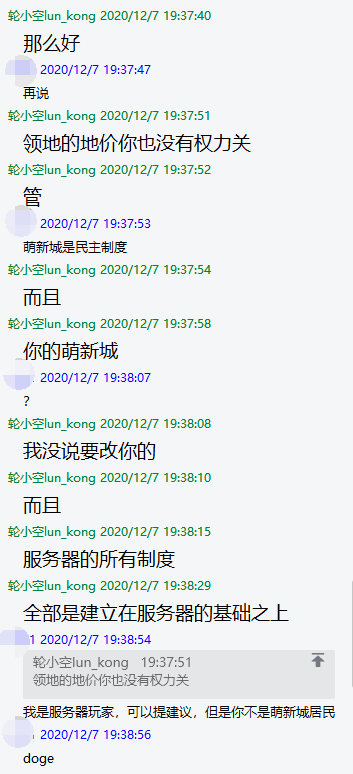 轮小空lun_kong 2020/12/7 19:37:40
那么好
2020/12/7 19:37:47
再说
轮小空lun_kong 2020/12/7 19:37:51
领地的地价你也没有权力关
轮小空lun_kong 2020/12/7 19:37:52
管
2020/12/7 19:37:53
萌新城是民主制度
轮小空lun_kong 2020/12/7 19:37:54
而且
轮小空lun_kong 2020/12/7 19:37:58
你的萌新城
2020/12/7 19:38:07
?
轮小空lun_kong 2020/12/7 19:38:08
我没说要改你的
轮小空lun_kong 2020/12/7 19:38:10
而且
轮小空lun_kong 2020/12/7 19:38:15
服务器的所有制度
轮小空lun_kong 2020/12/7 19:38:29
全部是建立在服务器的基础之上
1 2020/12/7 19:38:54
轮小空lun_kong 19:37:51
领地的地价你也没有权力关
我是服务器玩家，可以提建议，但是你不是萌新城居民
2020/12/7 19:38:56
doge